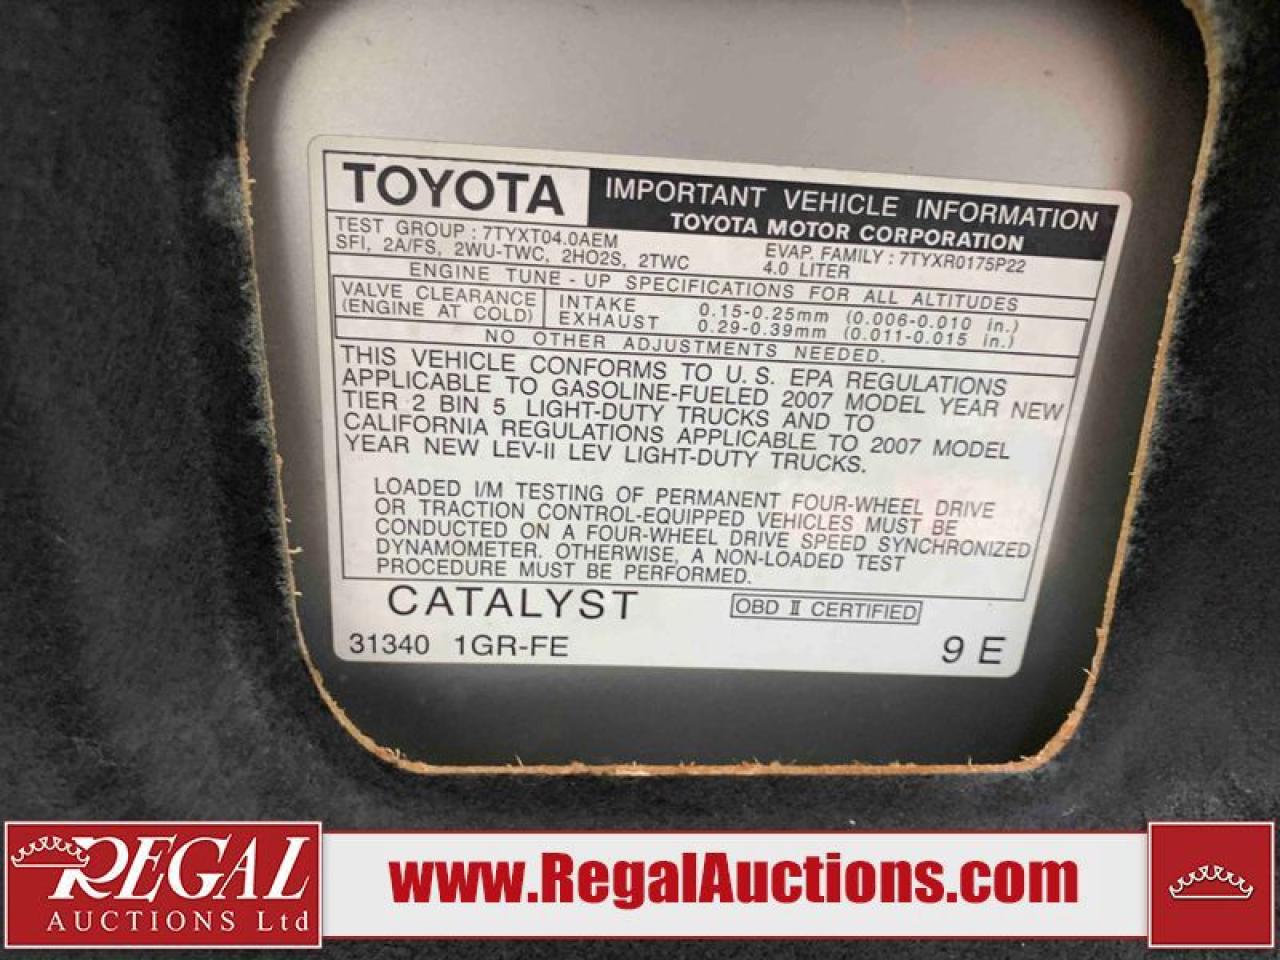 TOYOTA IMPORTANT VEHICLE INFORMATION
TOYOTA MOTOR CORPORATION
TEST GROUP : 7TYXT04.0AEM EVAP. FAMILY : 7TYXR0175P22
SFI, 2A/FS, 2WU-TWC, 2HO2S, 2TWC 4.0 LITER
ENGINE TUNE - UP SPECIFICATIONS FOR ALL ALTITUDES
VALVE CLEARANCE INTAKE 0.15-0.25mm (0.006-0.010 in.)
(ENGINE AT COLD) EXHAUST 0.29-0.39mm (0.011-0.015 in.)
NO OTHER ADJUSTMENTS NEEDED.
THIS VEHICLE CONFORMS TO U.S. EPA REGULATIONS
APPLICABLE TO GASOLINE-FUELED 2007 MODEL YEAR NEW
TIER 2 BIN 5 LIGHT-DUTY TRUCKS AND TO
CALIFORNIA REGULATIONS APPLICABLE TO 2007 MODEL
YEAR NEW LEV-II LEV LIGHT-DUTY TRUCKS.
LOADED I/M TESTING OF PERMANENT FOUR-WHEEL DRIVE
OR TRACTION CONTROL-EQUIPPED VEHICLES MUST BE
CONDUCTED ON A FOUR-WHEEL DRIVE SPEED SYNCHRONIZED
DYNAMOMETER. OTHERWISE, A NON-LOADED TEST
PROCEDURE MUST BE PERFORMED.
CATALYST OBD II CERTIFIED
31340 1GR-FE 9 E
REGAL
AUCTIONS Ltd
www.RegalAuctions.com